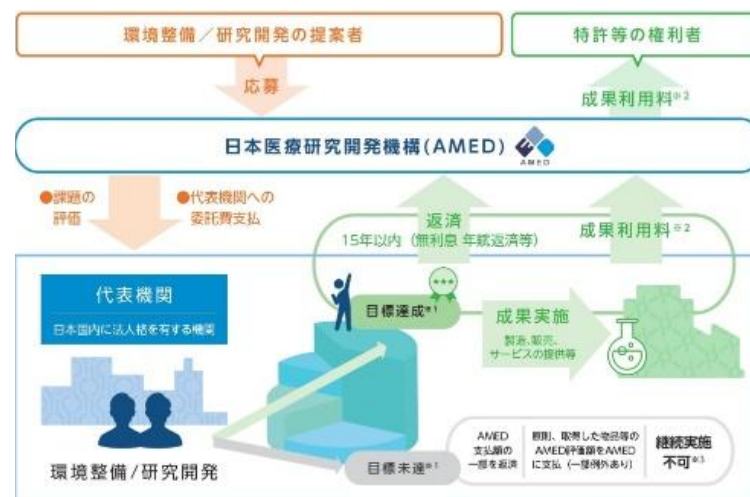 環境整備/研究開発の提案者
特許等の権利者
応募
成果利用料※2
日本医療研究開発機構(AMED)
AMED
●課題の
評価
●代表機関への
委託費支払
返済
15年以内(無利息 年賦返済等)
成果利用料※2
代表機関
日本国内に法人格を有する機関
目標達成※1
成果実施
製造、販売、
サービスの提供等
環境整備/研究開発
目標未達※1
AMED
支払額の
一部を返済
原則、取得した物品等の
AMED評価額をAMED
に支払(一部例外あり)
継続実施
不可※3